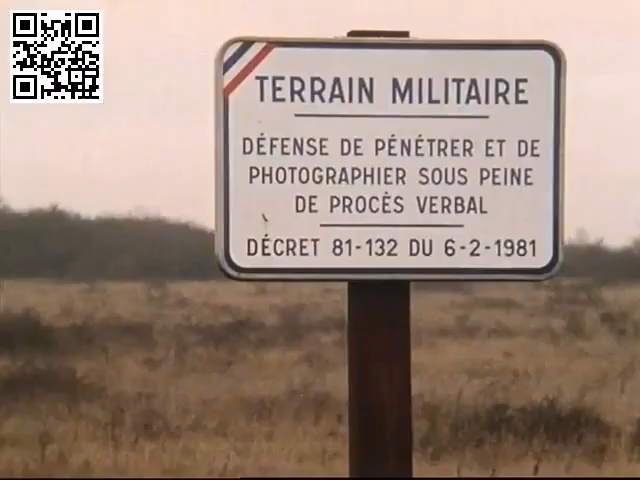 TERRAIN MILITAIRE
DÉFENSE DE PÉNÉTRER ET DE
PHOTOGRAPHIER SOUS PEINE
DE PROCÈS VERBAL
DÉCRET 81-132 DU 6-2-1981